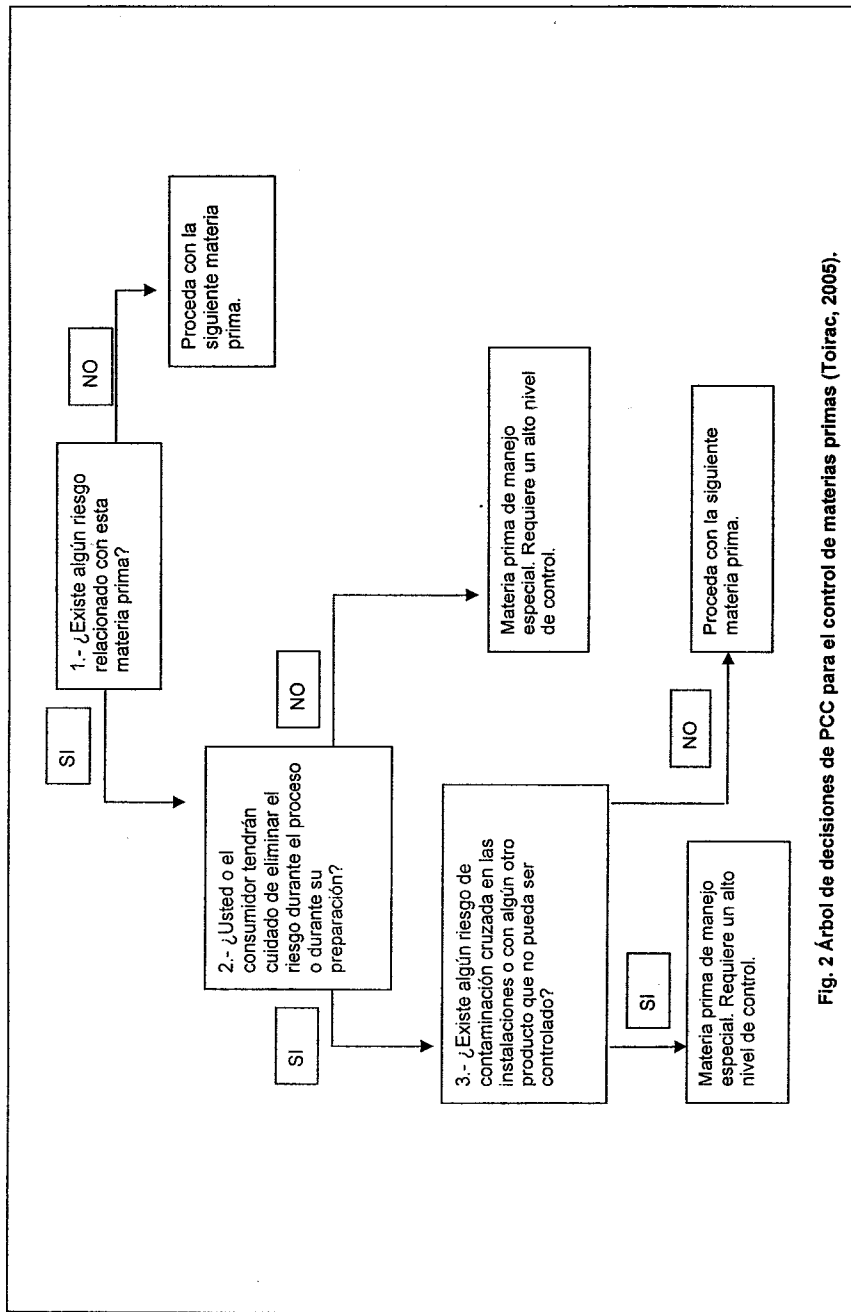 1.- ¿Existe algún riesgo
relacionado con esta
materia prima?
SI
NO
Proceda con la
siguiente materia
prima.
2.- ¿Usted o el
consumidor tendrán
cuidado de eliminar el
riesgo durante el proceso
o durante su
preparación?
SI
NO
Materia prima de manejo
especial. Requiere un alto nivel
de control.
3.- ¿Existe algún riesgo de
contaminación cruzada en las
instalaciones o con algún otro
producto que no pueda ser
controlado?
SI
NO
Materia prima de manejo
especial. Requiere un alto
nivel de control.
Proceda con la siguiente
materia prima.
Fig. 2 Árbol de decisiones de PCC para el control de materias primas (Toirac, 2005).